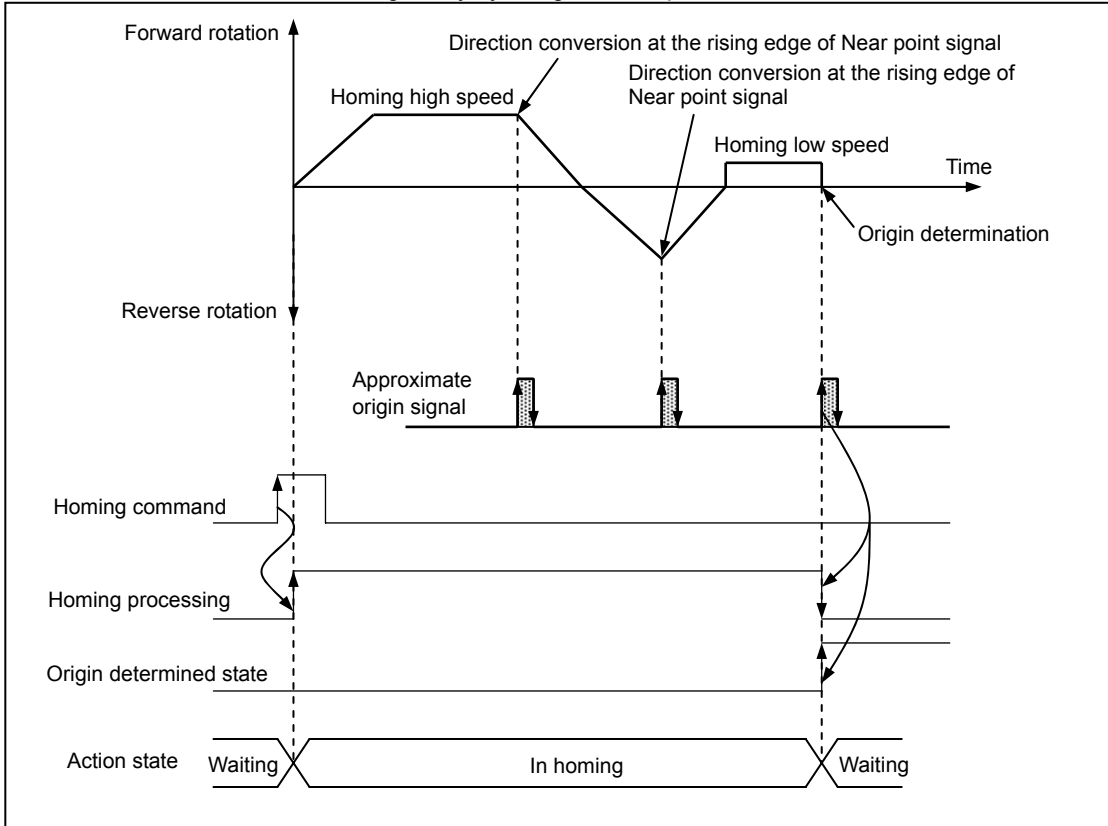 Forward rotation
Direction conversion at the rising edge of Near point signal
Direction conversion at the rising edge of
Near point signal
Homing high speed
Homing low speed
Time
Origin determination
Reverse rotation
Approximate
origin signal
Homing command
Homing processing
Origin determined state
Action state
Waiting
In homing
Waiting